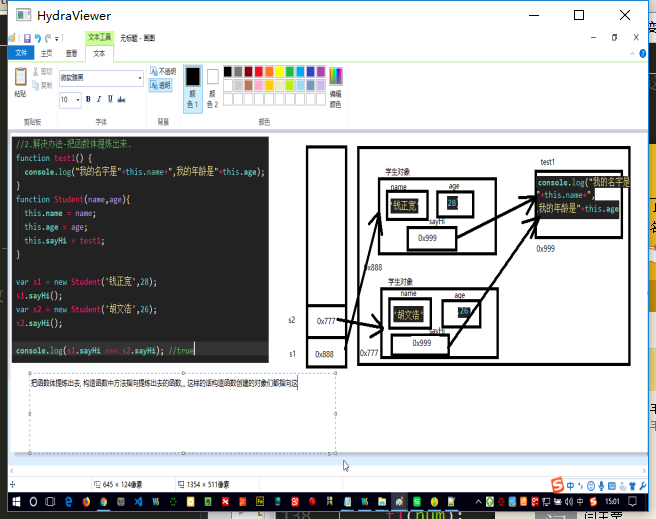 HydraViewer
文本工具
无标题 - 画图
文件
主页
查看
文本
粘贴
剪切
复制
剪贴板
微软雅黑
10
B I U abc
字体
不透明
透明
背景
颜色 1
颜色 2
编辑颜色
颜色
//2.解决办法-把函数体提炼出来.
function test1() {
console.log("我的名字是"+this.name+",我的年龄是"+this.age);
}
function Student(name,age){
this.name = name;
this.age = age;
this.sayHi = test1;
}
var s1 = new Student("钱正宽",28);
s1.sayHi();
var s2 = new Student("胡文浩",26);
s2.sayHi();
console.log(s1.sayHi === s2.sayHi); //true
s2
0x777
s1
0x888
学生对象
name
age
"钱正宽"
28
sayHi
0x999
0x888
学生对象
name
age
"胡文浩"
26
sayHi
0x999
0x777
test1
console.log("我的名字是
"+this.name+",
我的年龄是"+this.age
0x999
把函数体提炼出去, 构造函数中方法指向提炼出去的函数,, 这样的话构造函数创建的对象们都指向这
645 × 124像素
1354 × 511像素
中
15:01
(num);